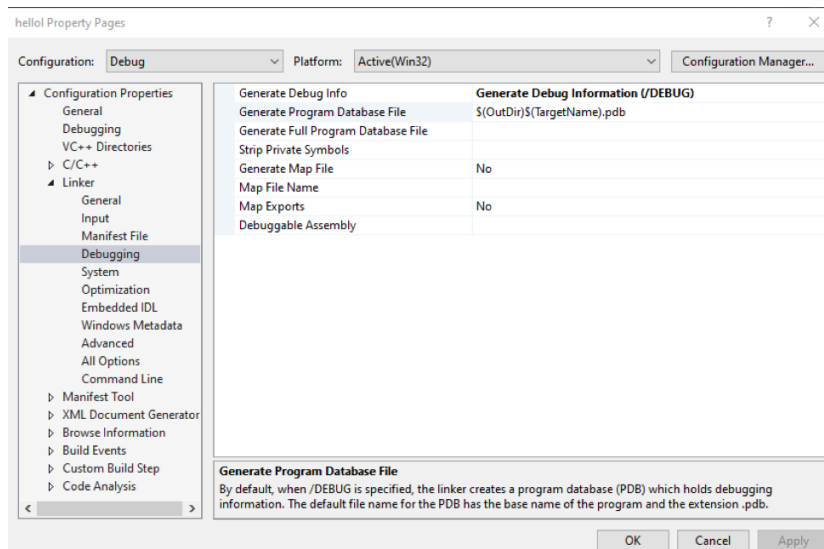 hellol Property Pages
Configuration: Debug Platform: Active(Win32) Configuration Manager...
Configuration Properties
General
Debugging
VC++ Directories
C/C++
Linker
General
Input
Manifest File
Debugging
System
Optimization
Embedded IDL
Windows Metadata
Advanced
All Options
Command Line
Manifest Tool
XML Document Generator
Browse Information
Build Events
Custom Build Step
Code Analysis
Generate Debug Info Generate Debug Information (/DEBUG)
Generate Program Database File $(OutDir)$(TargetName).pdb
Generate Full Program Database File
Strip Private Symbols
Generate Map File No
Map File Name
Map Exports No
Debuggable Assembly
Generate Program Database File
By default, when /DEBUG is specified, the linker creates a program database (PDB) which holds debugging
information. The default file name for the PDB has the base name of the program and the extension .pdb.
OK Cancel Apply